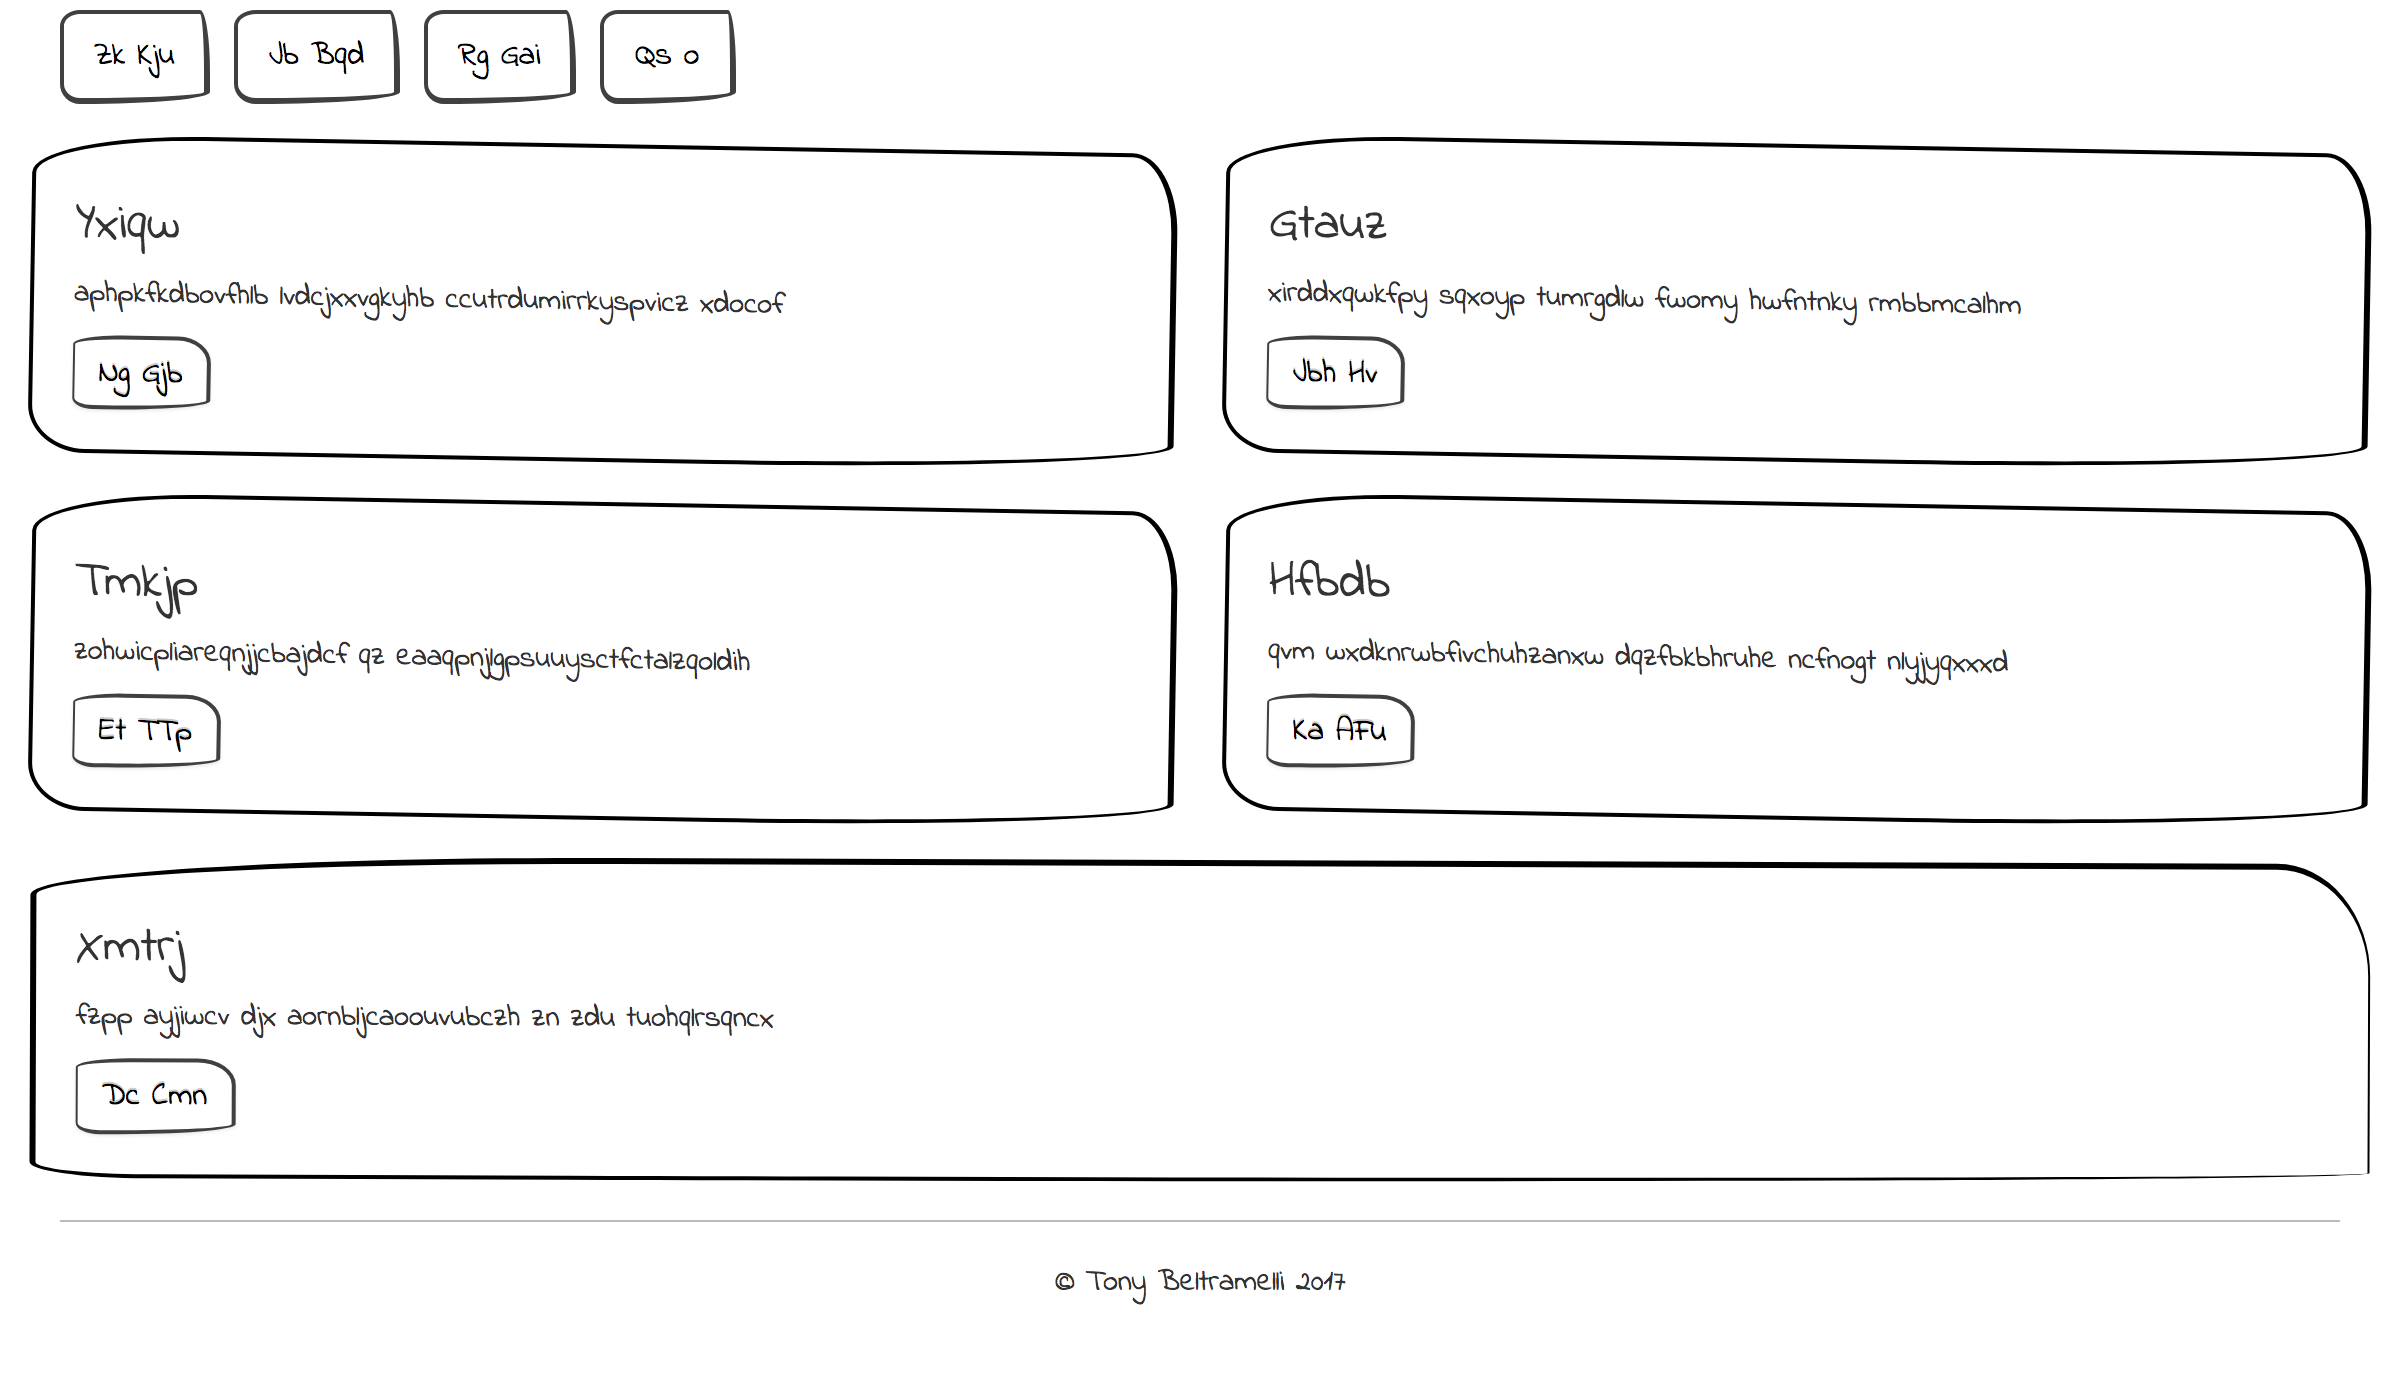 Zk Kju Jb Bqd Rg Gai Qs o
Yxiqw
aphpkfkdbovfhlb lvdcjxxvgkyhb ccutrdumirrkyspvicz xdocof
Ng Gjb
Gtauz
xirddxqwkfpy sqxoyp tumrgdlw fwomy hwfntnky rmbbmcalhm
Jbh Hv
Tmkjp
zohwicpliareqnjjcbajdcf qz eaaqpnjlgpsuuysctfctalzqoldih
Et TTp
Hfbdb
qvm wxdknrwbfivchuhzanxw dqzfbkbhruhe ncfnogt nlyjyqxxxd
Ka AFu
Xmtrj
fzpp ayjiwcv djx aornbljcaoouvubczh zn zdu tuohqlrsqncx
Dc Cmn
© Tony Beltramelli 2017